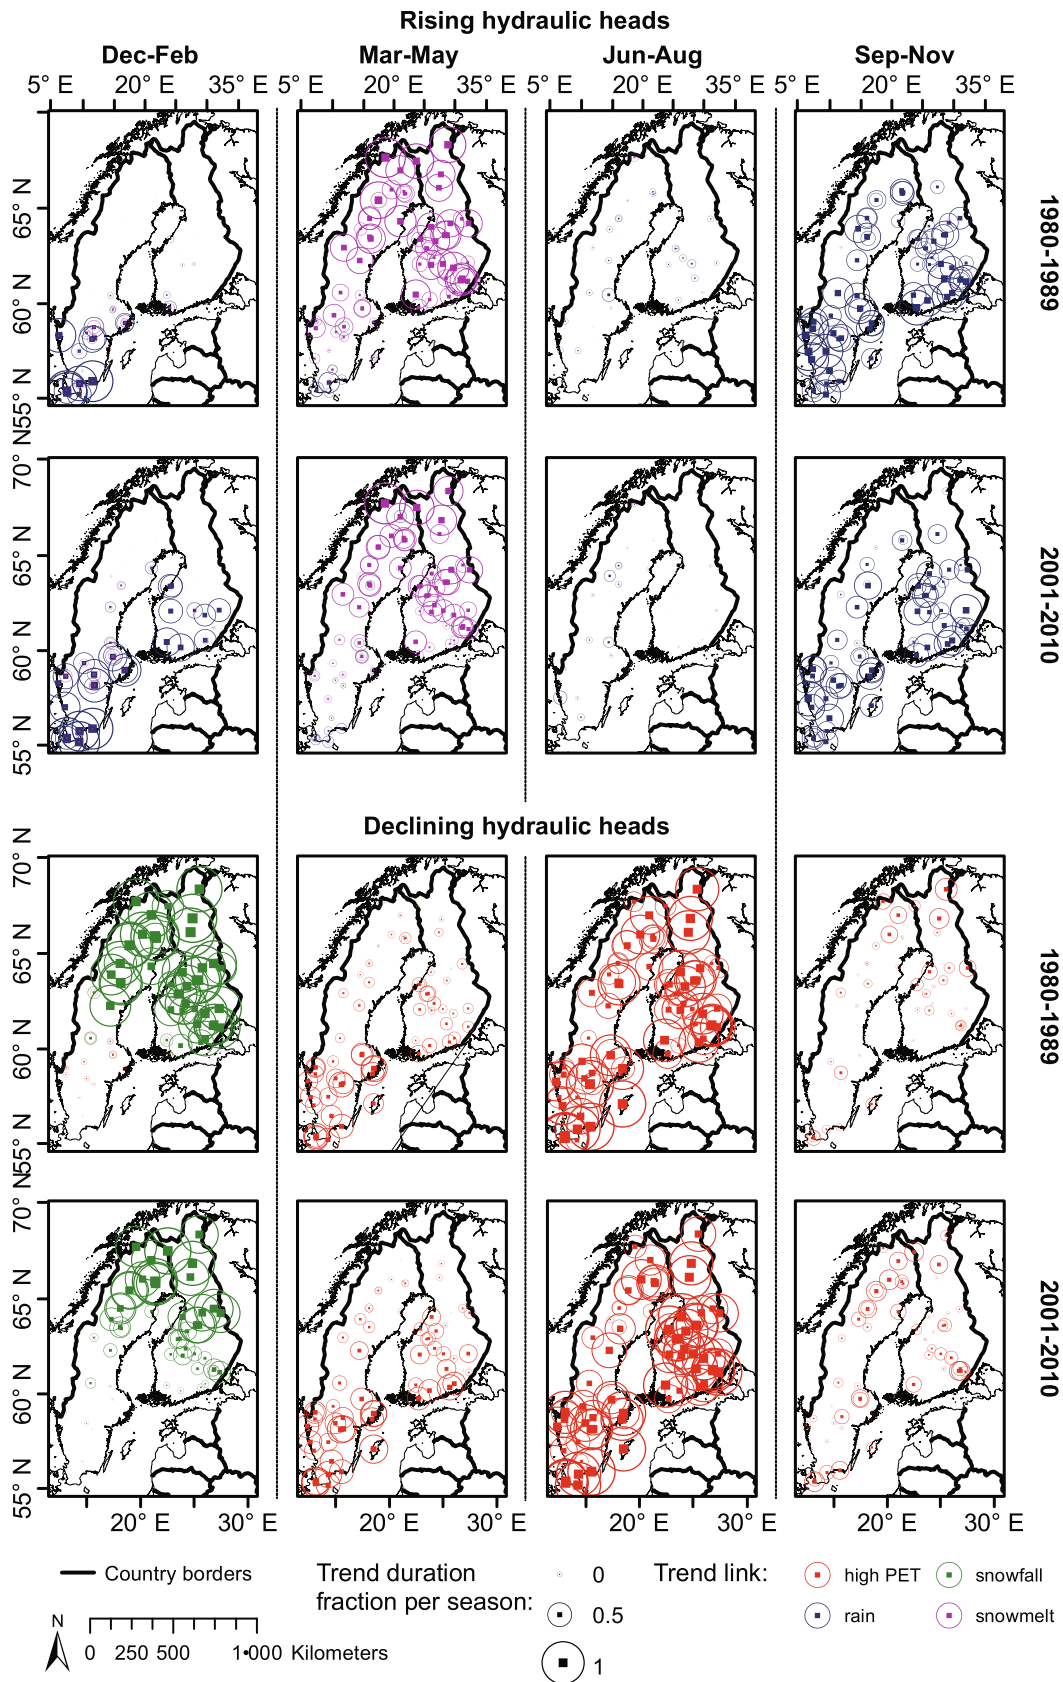 Rising hydraulic heads
Dec-Feb Mar-May Jun-Aug Sep-Nov
5° E 20° E 35° E 20° E 35° E 20° E 35° E 5° E 20° E 35° E
65° N
60° N
55° N
1980-1989
70° N
65° N
60° N
55° N
2001-2010
Declining hydraulic heads
70° N
65° N
60° N
55° N
1980-1989
70° N
65° N
60° N
55° N
2001-2010
20° E 30° E 20° E 30° E 20° E 30° E 20° E 30° E
Country borders
N
0 250 500 1•000 Kilometers
Trend duration
fraction per season:
0
0.5
1
Trend link:
high PET
snowfall
rain
snowmelt